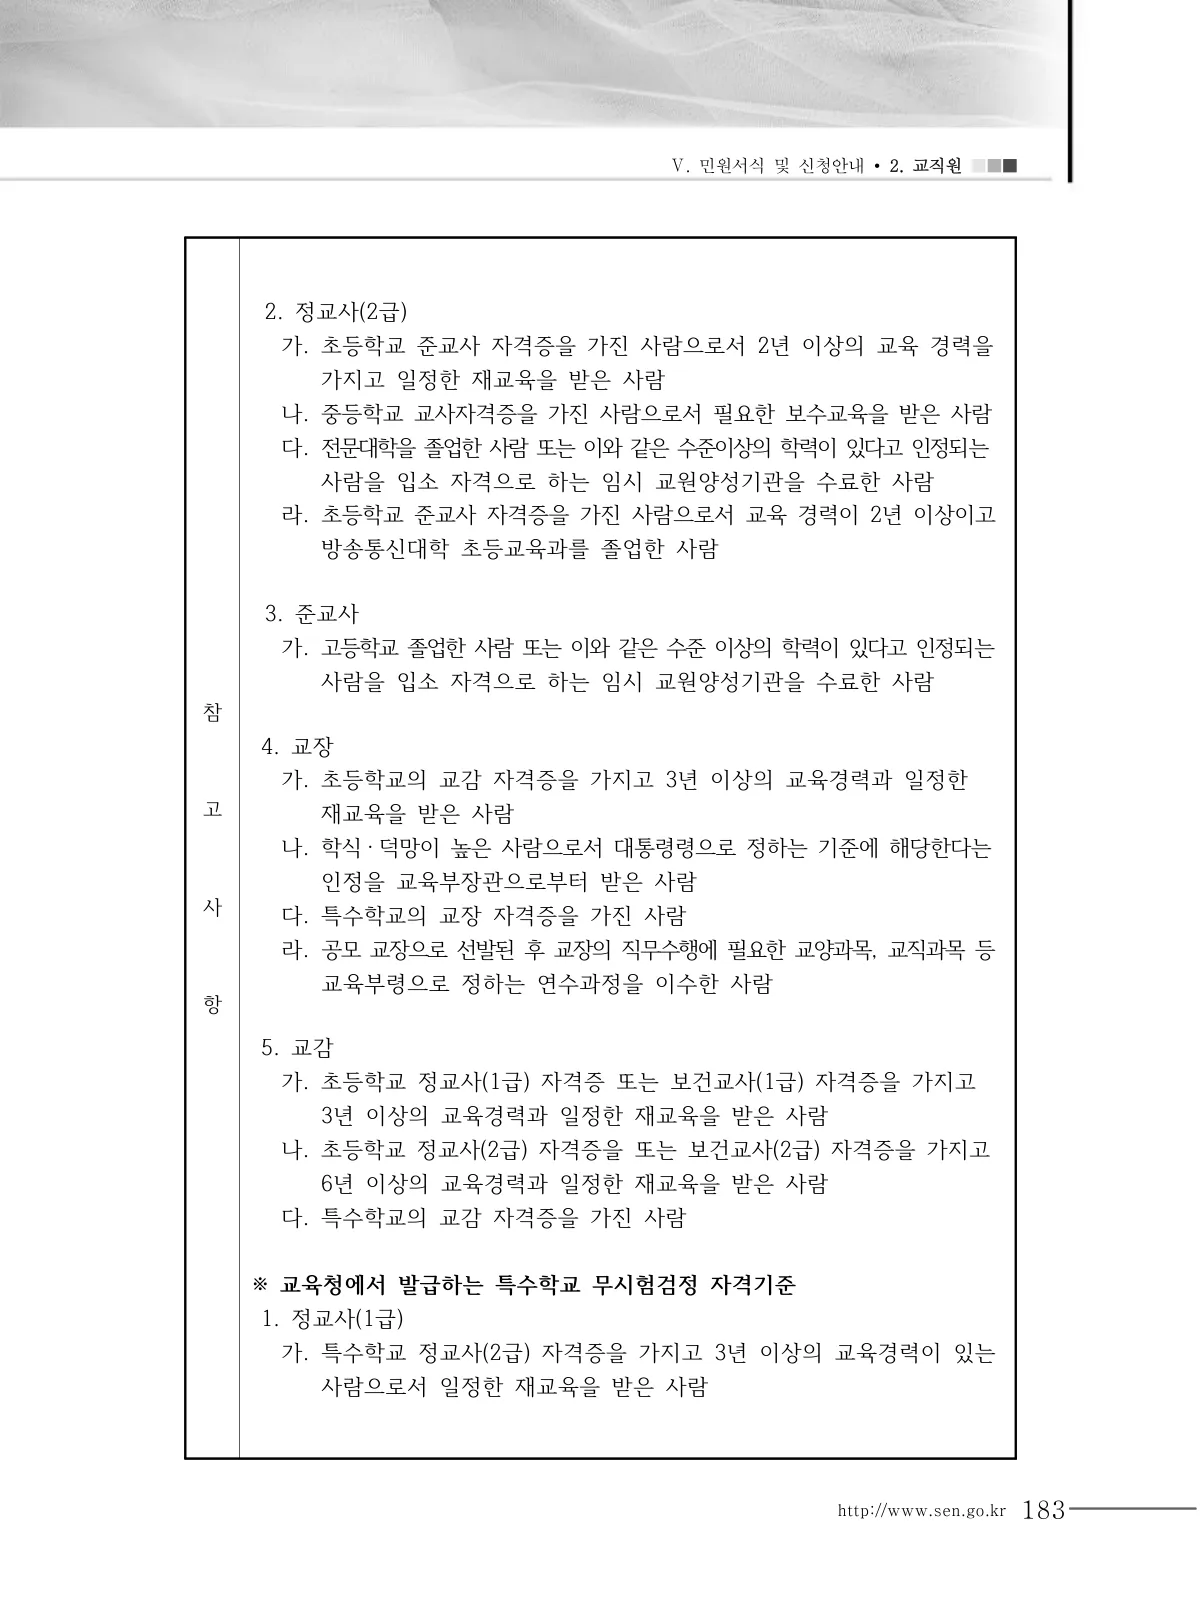 Ⅴ. 민원서식 및 신청안내 • 2. 교직원
참
고
사
항
2. 정교사(2급)
가. 초등학교 준교사 자격증을 가진 사람으로서 2년 이상의 교육 경력을
가지고 일정한 재교육을 받은 사람
나. 중등학교 교사자격증을 가진 사람으로서 필요한 보수교육을 받은 사람
다. 전문대학을 졸업한 사람 또는 이와 같은 수준이상의 학력이 있다고 인정되는
사람을 입소 자격으로 하는 임시 교원양성기관을 수료한 사람
라. 초등학교 준교사 자격증을 가진 사람으로서 교육 경력이 2년 이상이고
방송통신대학 초등교육과를 졸업한 사람
3. 준교사
가. 고등학교 졸업한 사람 또는 이와 같은 수준 이상의 학력이 있다고 인정되는
사람을 입소 자격으로 하는 임시 교원양성기관을 수료한 사람
4. 교장
가. 초등학교의 교감 자격증을 가지고 3년 이상의 교육경력과 일정한
재교육을 받은 사람
나. 학식·덕망이 높은 사람으로서 대통령령으로 정하는 기준에 해당한다는
인정을 교육부장관으로부터 받은 사람
다. 특수학교의 교장 자격증을 가진 사람
라. 공모 교장으로 선발된 후 교장의 직무수행에 필요한 교양과목, 교직과목 등
교육부령으로 정하는 연수과정을 이수한 사람
5. 교감
가. 초등학교 정교사(1급) 자격증 또는 보건교사(1급) 자격증을 가지고
3년 이상의 교육경력과 일정한 재교육을 받은 사람
나. 초등학교 정교사(2급) 자격증을 또는 보건교사(2급) 자격증을 가지고
6년 이상의 교육경력과 일정한 재교육을 받은 사람
다. 특수학교의 교감 자격증을 가진 사람
※ 교육청에서 발급하는 특수학교 무시험검정 자격기준
1. 정교사(1급)
가. 특수학교 정교사(2급) 자격증을 가지고 3년 이상의 교육경력이 있는
사람으로서 일정한 재교육을 받은 사람
http://www.sen.go.kr 183